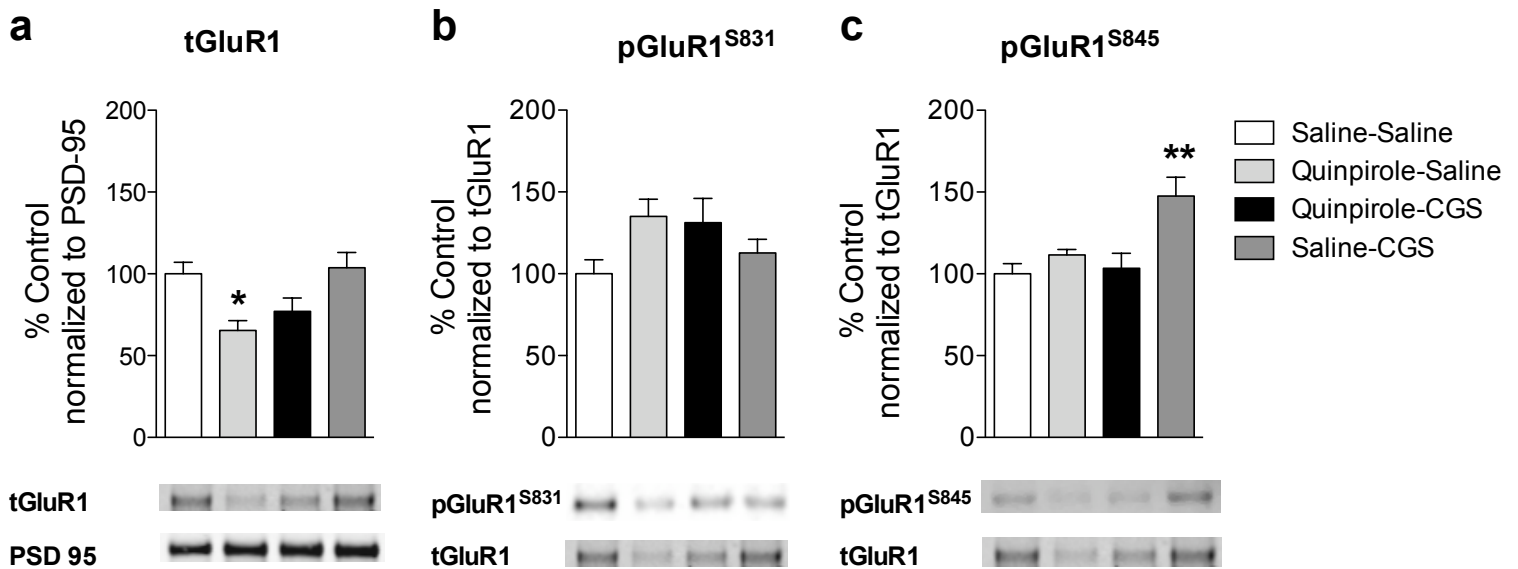 a
tGluR1
% Control
normalized to PSD-95
200
150
100
50
0
*
tGluR1
PSD 95
b
pGluR1S831
% Control
normalized to tGluR1
200
150
100
50
0
pGluR1S831
tGluR1
c
pGluR1S845
% Control
normalized to tGluR1
200
150
100
50
0
**
pGluR1S845
tGluR1
Saline-Saline
Quinpirole-Saline
Quinpirole-CGS
Saline-CGS